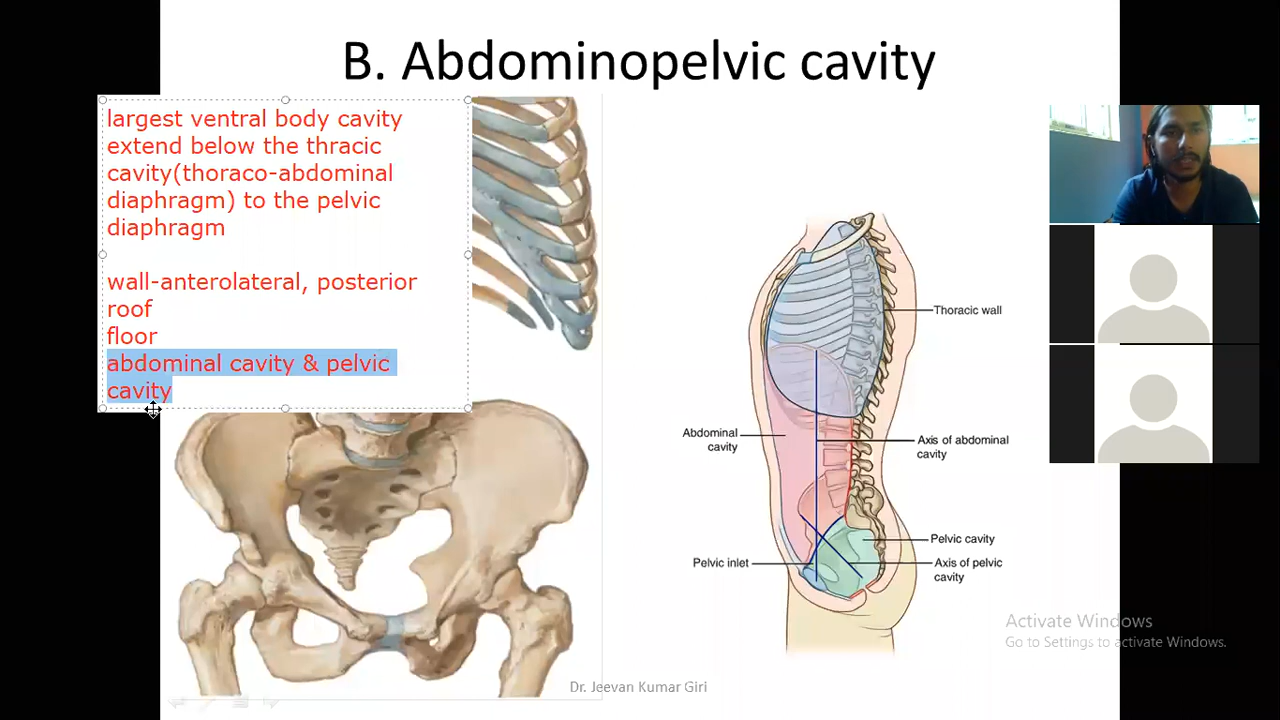 B. Abdominopelvic cavity
largest ventral body cavity
extend below the thracic
cavity(thoraco-abdominal
diaphragm) to the pelvic
diaphragm
wall-anterolateral, posterior
roof
floor
abdominal cavity & pelvic
cavity
Thoracic wall
Abdominal
cavity
Axis of abdominal
cavity
Pelvic cavity
Pelvic inlet
Axis of pelvic
cavity
Activate Windows
Go to Settings to activate Windows.
Dr. Jeevan Kumar Giri